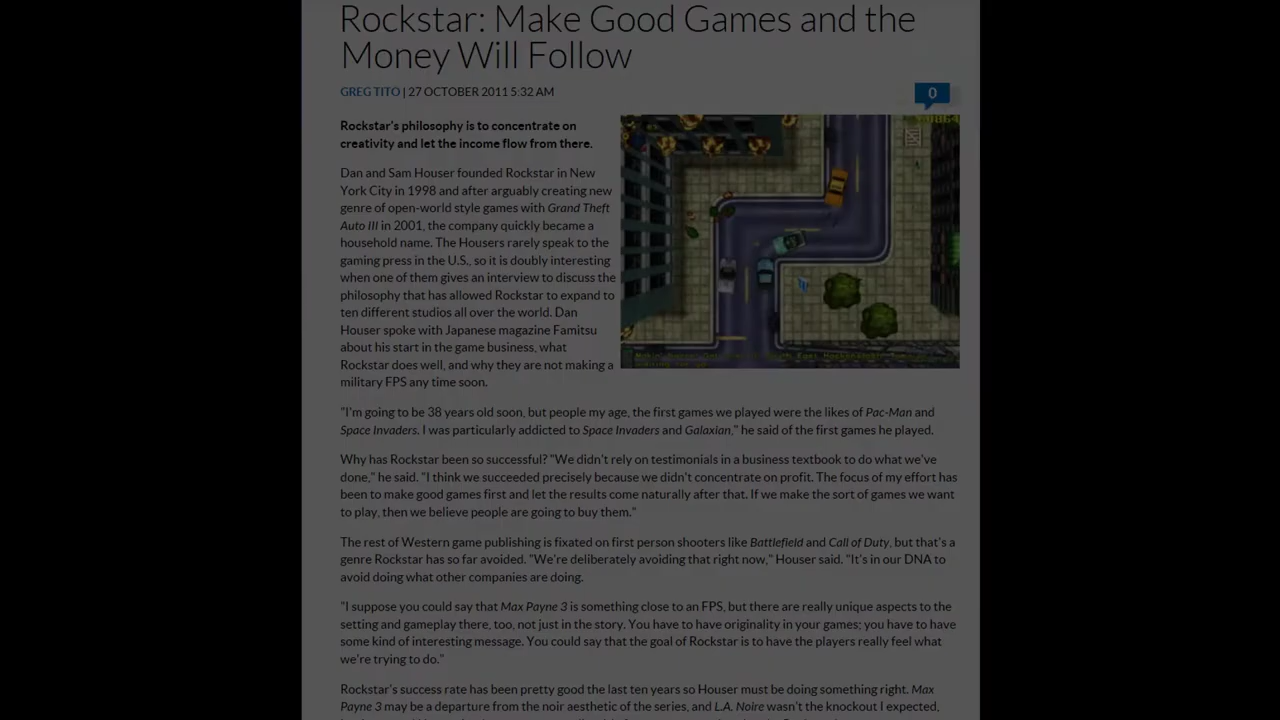 Rockstar: Make Good Games and the
Money Will Follow
GREG TITO | 27 OCTOBER 2011 5:32 AM
0
Rockstar's philosophy is to concentrate on
creativity and let the income flow from there.
Dan and Sam Houser founded Rockstar in New
York City in 1998 and after arguably creating new
genre of open-world style games with Grand Theft
Auto III in 2001, the company quickly became a
household name. The Housers rarely speak to the
gaming press in the U.S., so it is doubly interesting
when one of them gives an interview to discuss the
philosophy that has allowed Rockstar to expand to
ten different studios all over the world. Dan
Houser spoke with Japanese magazine Famitsu
about his start in the game business, what
Rockstar does well, and why they are not making a
military FPS any time soon.
"I'm going to be 38 years old soon, but people my age, the first games we played were the likes of Pac-Man and
Space Invaders. I was particularly addicted to Space Invaders and Galaxian," he said of the first games he played.
Why has Rockstar been so successful? "We didn't rely on testimonials in a business textbook to do what we've
done," he said. "I think we succeeded precisely because we didn't concentrate on profit. The focus of my effort has
been to make good games first and let the results come naturally after that. If we make the sort of games we want
to play, then we believe people are going to buy them."
The rest of Western game publishing is fixated on first person shooters like Battlefield and Call of Duty, but that's a
genre Rockstar has so far avoided. "We're deliberately avoiding that right now," Houser said. "It's in our DNA to
avoid doing what other companies are doing.
"I suppose you could say that Max Payne 3 is something close to an FPS, but there are really unique aspects to the
setting and gameplay there, too, not just in the story. You have to have originality in your games; you have to have
some kind of interesting message. You could say that the goal of Rockstar is to have the players really feel what
we're trying to do."
Rockstar's success rate has been pretty good the last ten years so Houser must be doing something right. Max
Payne 3 may be a departure from the noir aesthetic of the series, and L.A. Noire wasn't the knockout I expected,